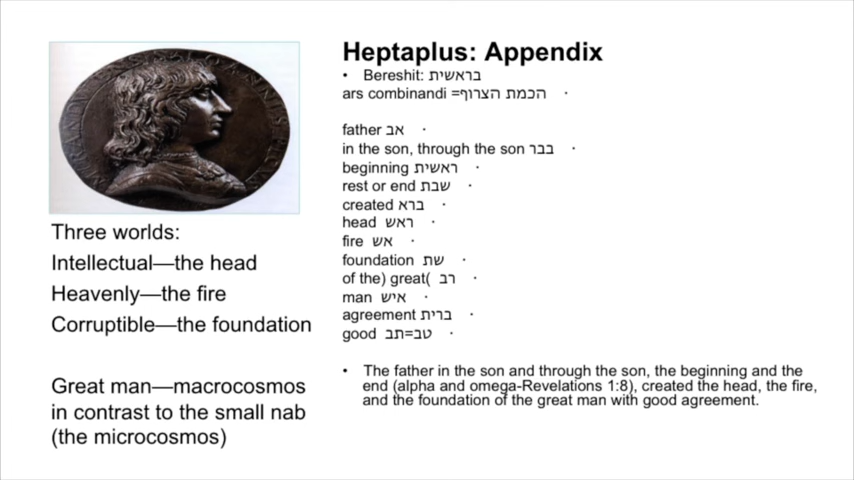 Heptaplus: Appendix
• Bereshit: בראשית
ars combinandi =הכמת הצרוף •
father אב •
in the son, through the son בבר •
beginning ראשית •
rest or end שבת •
created ברא •
head ראש •
fire אש •
foundation שת •
of the) great( רב •
man איש •
agreement ברית •
good טב=תב •
• The father in the son and through the son, the beginning and the
end (alpha and omega-Revelations 1:8), created the head, the fire,
and the foundation of the great man with good agreement.
Three worlds:
Intellectual—the head
Heavenly—the fire
Corruptible—the foundation
Great man—macrocosmos
in contrast to the small nab
(the microcosmos)